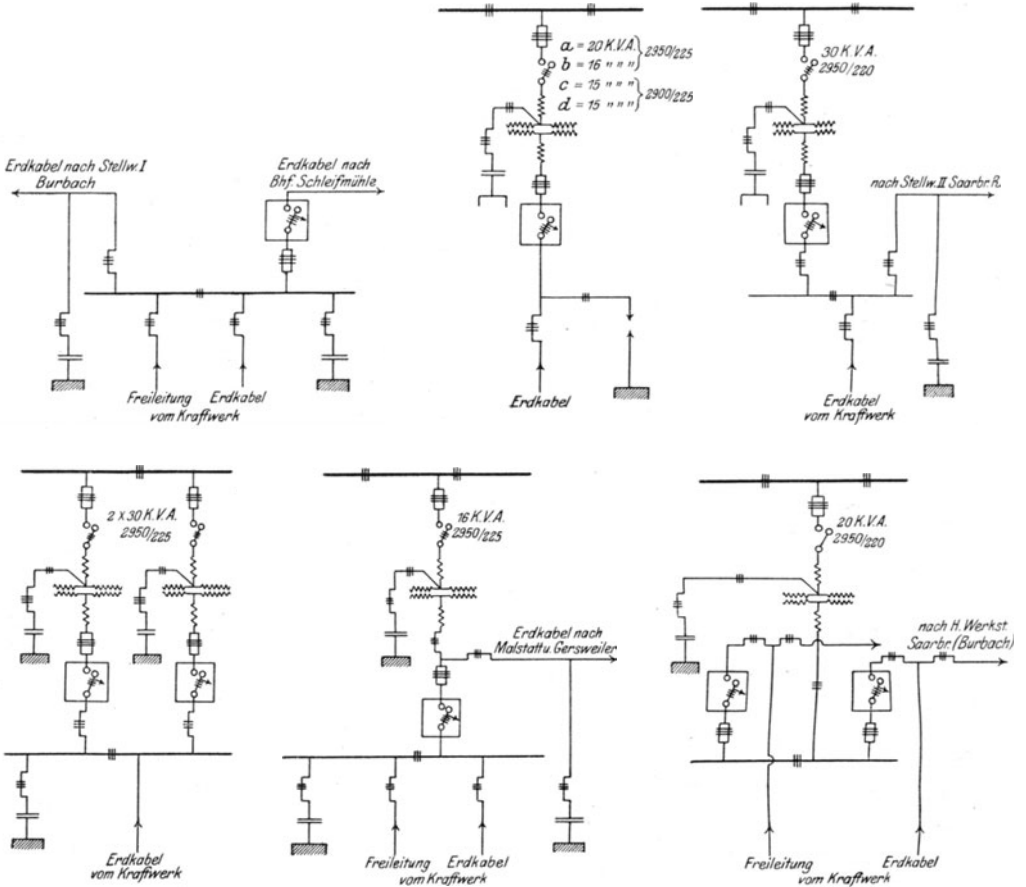 Erdkabel nach Stellw. I
Burbach
Erdkabel
nach
Bhf. Schleifmühle
Freileitung Erdkabel
vom Kraftwerk
a = 20 K.V.A. } 2950/225
b = 16 " " "
c = 15 " " " } 2900/225
d = 15 " " "
Erdkabel
30 K.V.A.
2950/220
nach Stellw. II Saarbr. R.
Erdkabel
vom Kraftwerk
2 x 30 K.V.A.
2950/225
Erdkabel
vom Kraftwerk
16 K.V.A.
2950/225
Erdkabel nach
Malstatt u. Gersweiler
Freileitung Erdkabel
vom Kraftwerk
20 K.V.A.
2950/220
nach H. Werkst.
Saarbr. (Burbach)
Freileitung Erdkabel
vom Kraftwerk